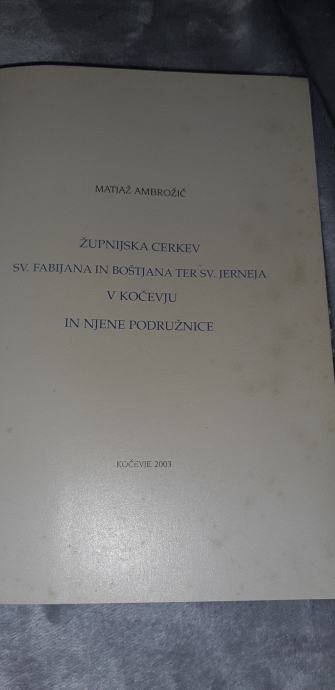 MATJAŽ AMBROŽIČ
ŽUPNIJSKA CERKEV
SV. FABIJANA IN BOŠTJANA TER SV. JERNEJA
V KOČEVJU
IN NJENE PODRUŽNICE
KOČEVJE 2003